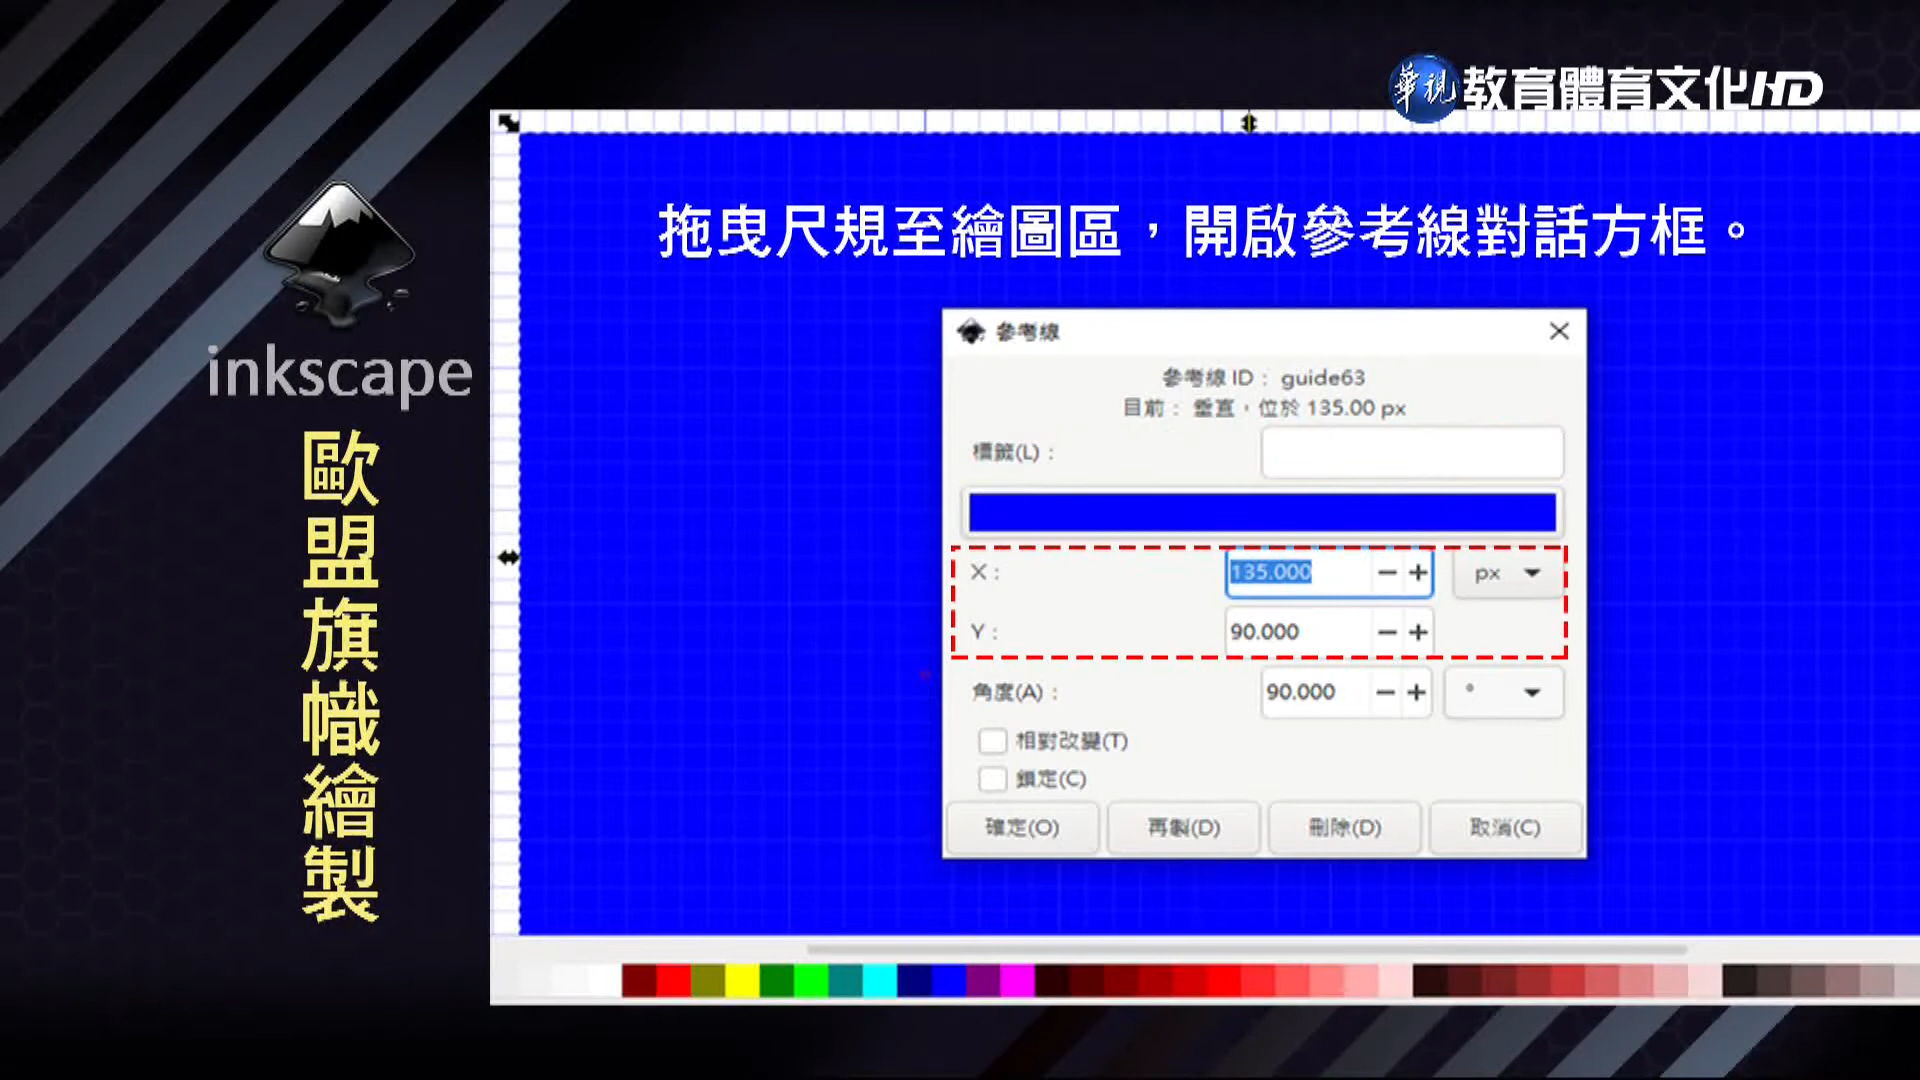 華視 教育體育文化HD
inkscape
歐盟旗幟繪製
拖曳尺規至繪圖區，開啟參考線對話方框。
參考線
參考線 ID： guide63
目前： 垂直，位於 135.00 px
標籤(L)：
X： 135.000 － ＋ px
Y： 90.000 － ＋
角度(A)： 90.000 － ＋ °
相對改變(T)
鎖定(C)
確定(O) 再製(D) 刪除(D) 取消(C)